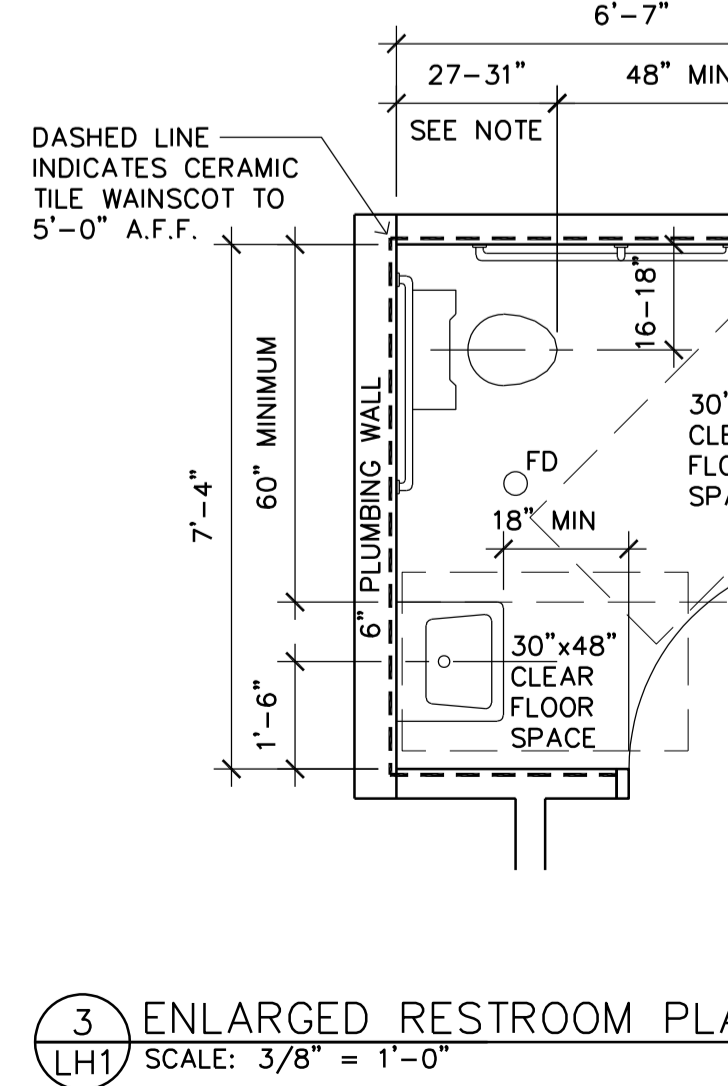 6'-7"
27-31"
48" MIN
SEE NOTE
DASHED LINE
INDICATES CERAMIC
TILE WAINSCOT TO
5'-0" A.F.F.
16-18"
60" MINIMUM
7'-4"
6" PLUMBING WALL
30"
FD
18" MIN
30"x48"
CLEAR
FLOOR
SPACE
1'-6"
3
LH1
ENLARGED RESTROOM
SCALE: 3/8" = 1'-0"